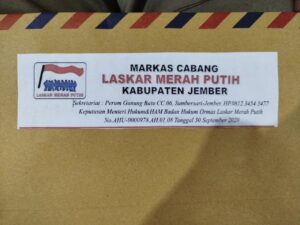 MARKAS CABANG
LASKAR MERAH PUTIH
KABUPATEN JEMBER
LASKAR MERAH PUTIH
Sekretariat : Perum Gunung Batu CC 06, Sumbersari-Jember, HP.0812 3454 3477
Keputusan Menteri Hukum&HAM Badan Hukum Ormas Laskar Merah Putih
No.AHU-0000978.AH.01.08 Tanggal 30 September 2020